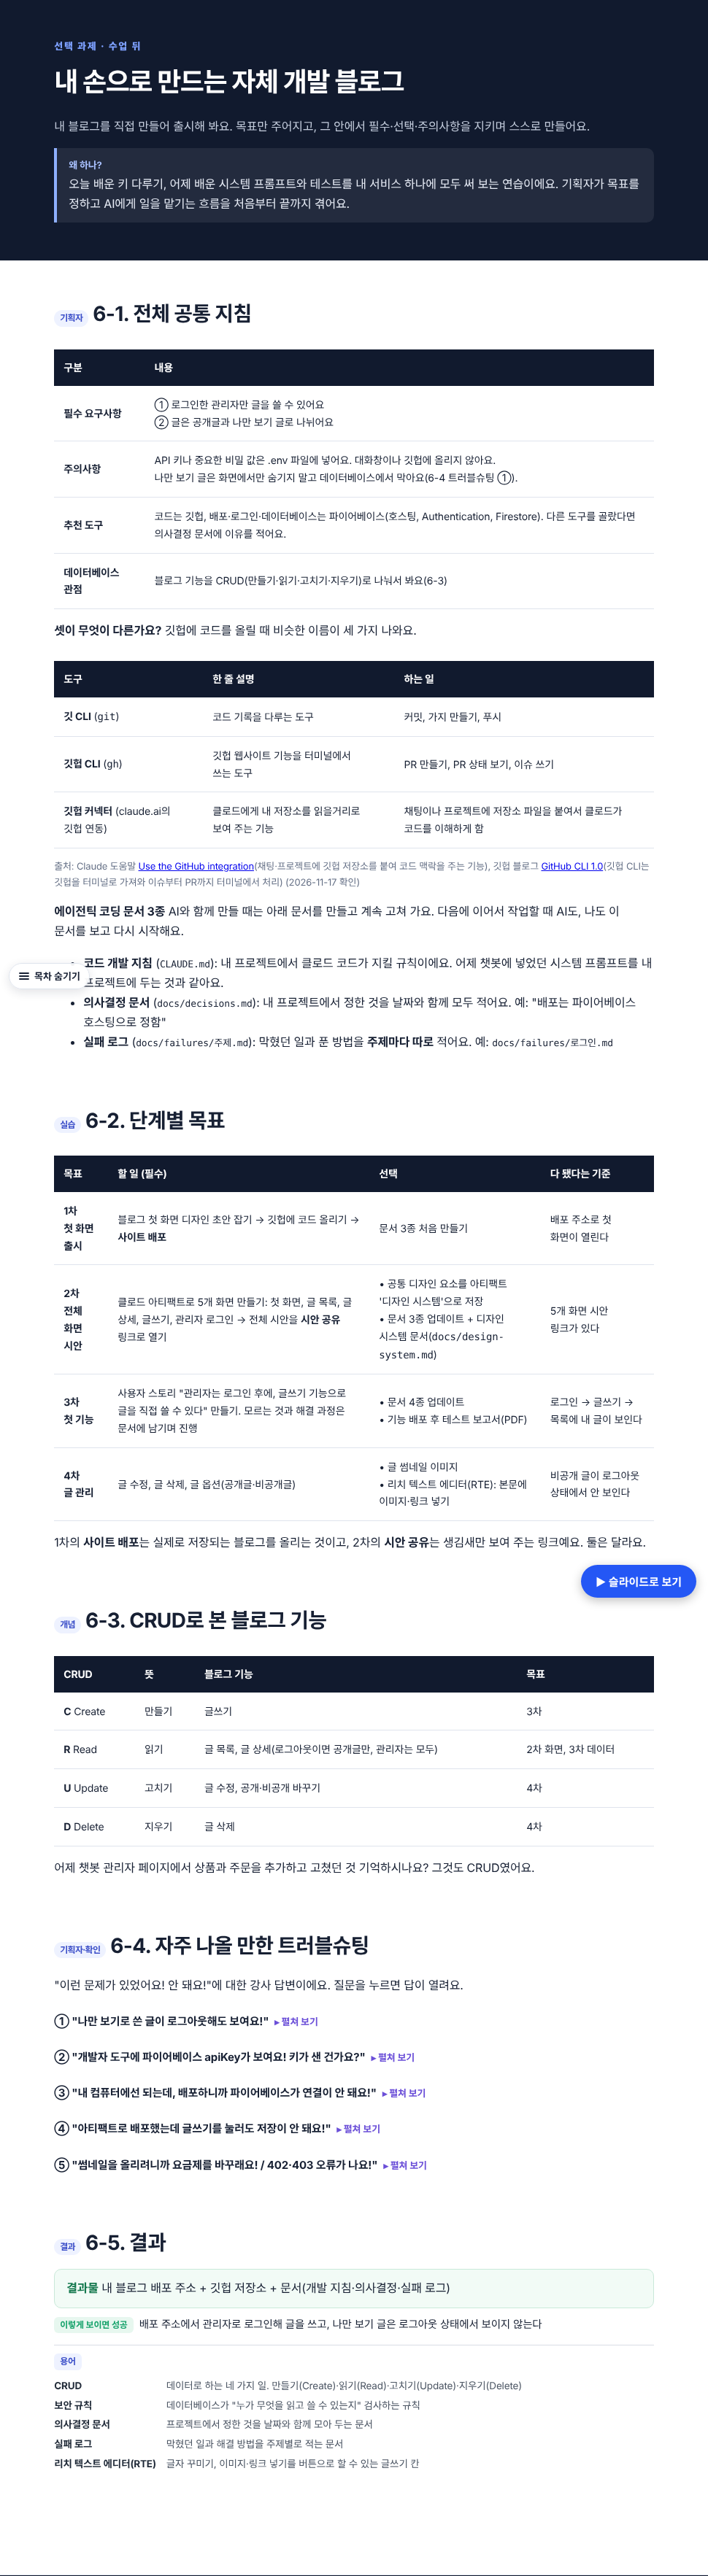 선택 과제 · 수업 뒤
내 손으로 만드는 자체 개발 블로그
내 블로그를 직접 만들어 출시해 봐요. 목표만 주어지고, 그 안에서 필수·선택·주의사항을 지키며 스스로 만들어요.
왜 하나?
오늘 배운 키 다루기, 어제 배운 시스템 프롬프트와 테스트를 내 서비스 하나에 모두 써 보는 연습이에요. 기획자가 목표를
정하고 AI에게 일을 맡기는 흐름을 처음부터 끝까지 겪어요.
기획자 6-1. 전체 공통 지침
구분 내용
필수 요구사항
① 로그인한 관리자만 글을 쓸 수 있어요
② 글은 공개글과 나만 보기 글로 나뉘어요
주의사항
API 키나 중요한 비밀 값은 .env 파일에 넣어요. 대화창이나 깃헙에 올리지 않아요.
나만 보기 글은 화면에서만 숨기지 말고 데이터베이스에서 막아요(6-4 트러블슈팅 ①).
추천 도구
코드는 깃헙, 배포·로그인·데이터베이스는 파이어베이스(호스팅, Authentication, Firestore). 다른 도구를 골랐다면
의사결정 문서에 이유를 적어요.
데이터베이스
관점
블로그 기능을 CRUD(만들기·읽기·고치기·지우기)로 나눠서 봐요(6-3)
셋이 무엇이 다른가요? 깃헙에 코드를 올릴 때 비슷한 이름이 세 가지 나와요.
도구 한 줄 설명 하는 일
깃 CLI (git) 코드 기록을 다루는 도구 커밋, 가지 만들기, 푸시
깃헙 CLI (gh)
깃헙 웹사이트 기능을 터미널에서
쓰는 도구
PR 만들기, PR 상태 보기, 이슈 쓰기
깃헙 커넥터 (claude.ai의
깃헙 연동)
클로드에게 내 저장소를 읽을거리로
보여 주는 기능
채팅이나 프로젝트에 저장소 파일을 붙여서 클로드가
코드를 이해하게 함
출처: Claude 도움말 Use the GitHub integration(채팅·프로젝트에 깃헙 저장소를 붙여 코드 맥락을 주는 기능), 깃헙 블로그 GitHub CLI 1.0(깃헙 CLI는
깃헙을 터미널로 가져와 이슈부터 PR까지 터미널에서 처리) (2026-11-17 확인)
에이전틱 코딩 문서 3종 AI와 함께 만들 때는 아래 문서를 만들고 계속 고쳐 가요. 다음에 이어서 작업할 때 AI도, 나도 이
문서를 보고 다시 시작해요.
코드 개발 지침 (CLAUDE.md): 내 프로젝트에서 클로드 코드가 지킬 규칙이에요. 어제 챗봇에 넣었던 시스템 프롬프트를 내
☰ 목차 숨기기
프로젝트에 두는 것과 같아요.
• 의사결정 문서 (docs/decisions.md): 내 프로젝트에서 정한 것을 날짜와 함께 모두 적어요. 예: "배포는 파이어베이스
호스팅으로 정함"
• 실패 로그 (docs/failures/주제.md): 막혔던 일과 푼 방법을 주제마다 따로 적어요. 예: docs/failures/로그인.md
실습 6-2. 단계별 목표
목표 할 일 (필수) 선택 다 됐다는 기준
1차
첫 화면
출시
블로그 첫 화면 디자인 초안 잡기 → 깃헙에 코드 올리기 →
사이트 배포
문서 3종 처음 만들기
배포 주소로 첫
화면이 열린다
2차
전체
화면
시안
클로드 아티팩트로 5개 화면 만들기: 첫 화면, 글 목록, 글
상세, 글쓰기, 관리자 로그인 → 전체 시안을 시안 공유
링크로 열기
• 공통 디자인 요소를 아티팩트
'디자인 시스템'으로 저장
• 문서 3종 업데이트 + 디자인
시스템 문서(docs/design-
system.md)
5개 화면 시안
링크가 있다
3차
첫 기능
사용자 스토리 "관리자는 로그인 후에, 글쓰기 기능으로
글을 직접 쓸 수 있다" 만들기. 모르는 것과 해결 과정은
문서에 남기며 진행
• 문서 4종 업데이트
• 기능 배포 후 테스트 보고서(PDF)
로그인 → 글쓰기 →
목록에 내 글이 보인다
4차
글 관리
글 수정, 글 삭제, 글 옵션(공개글·비공개글)
• 글 썸네일 이미지
• 리치 텍스트 에디터(RTE): 본문에
이미지·링크 넣기
비공개 글이 로그아웃
상태에서 안 보인다
1차의 사이트 배포는 실제로 저장되는 블로그를 올리는 것이고, 2차의 시안 공유는 생김새만 보여 주는 링크예요. 둘은 달라요.
▶ 슬라이드로 보기
개념 6-3. CRUD로 본 블로그 기능
CRUD 뜻 블로그 기능 목표
C Create 만들기 글쓰기 3차
R Read 읽기 글 목록, 글 상세(로그아웃이면 공개글만, 관리자는 모두) 2차 화면, 3차 데이터
U Update 고치기 글 수정, 공개·비공개 바꾸기 4차
D Delete 지우기 글 삭제 4차
어제 챗봇 관리자 페이지에서 상품과 주문을 추가하고 고쳤던 것 기억하시나요? 그것도 CRUD였어요.
기획자·확인 6-4. 자주 나올 만한 트러블슈팅
"이런 문제가 있었어요! 안 돼요!"에 대한 강사 답변이에요. 질문을 누르면 답이 열려요.
① "나만 보기로 쓴 글이 로그아웃해도 보여요!" ▸ 펼쳐 보기
② "개발자 도구에 파이어베이스 apiKey가 보여요! 키가 샌 건가요?" ▸ 펼쳐 보기
③ "내 컴퓨터에선 되는데, 배포하니까 파이어베이스가 연결이 안 돼요!" ▸ 펼쳐 보기
④ "아티팩트로 배포했는데 글쓰기를 눌러도 저장이 안 돼요!" ▸ 펼쳐 보기
⑤ "썸네일을 올리려니까 요금제를 바꾸래요! / 402·403 오류가 나요!" ▸ 펼쳐 보기
결과 6-5. 결과
결과물 내 블로그 배포 주소 + 깃헙 저장소 + 문서(개발 지침·의사결정·실패 로그)
이렇게 보이면 성공 배포 주소에서 관리자로 로그인해 글을 쓰고, 나만 보기 글은 로그아웃 상태에서 보이지 않는다
용어
CRUD 데이터로 하는 네 가지 일. 만들기(Create)·읽기(Read)·고치기(Update)·지우기(Delete)
보안 규칙 데이터베이스가 "누가 무엇을 읽고 쓸 수 있는지" 검사하는 규칙
의사결정 문서 프로젝트에서 정한 것을 날짜와 함께 모아 두는 문서
실패 로그 막혔던 일과 해결 방법을 주제별로 적는 문서
리치 텍스트 에디터(RTE) 글자 꾸미기, 이미지·링크 넣기를 버튼으로 할 수 있는 글쓰기 칸